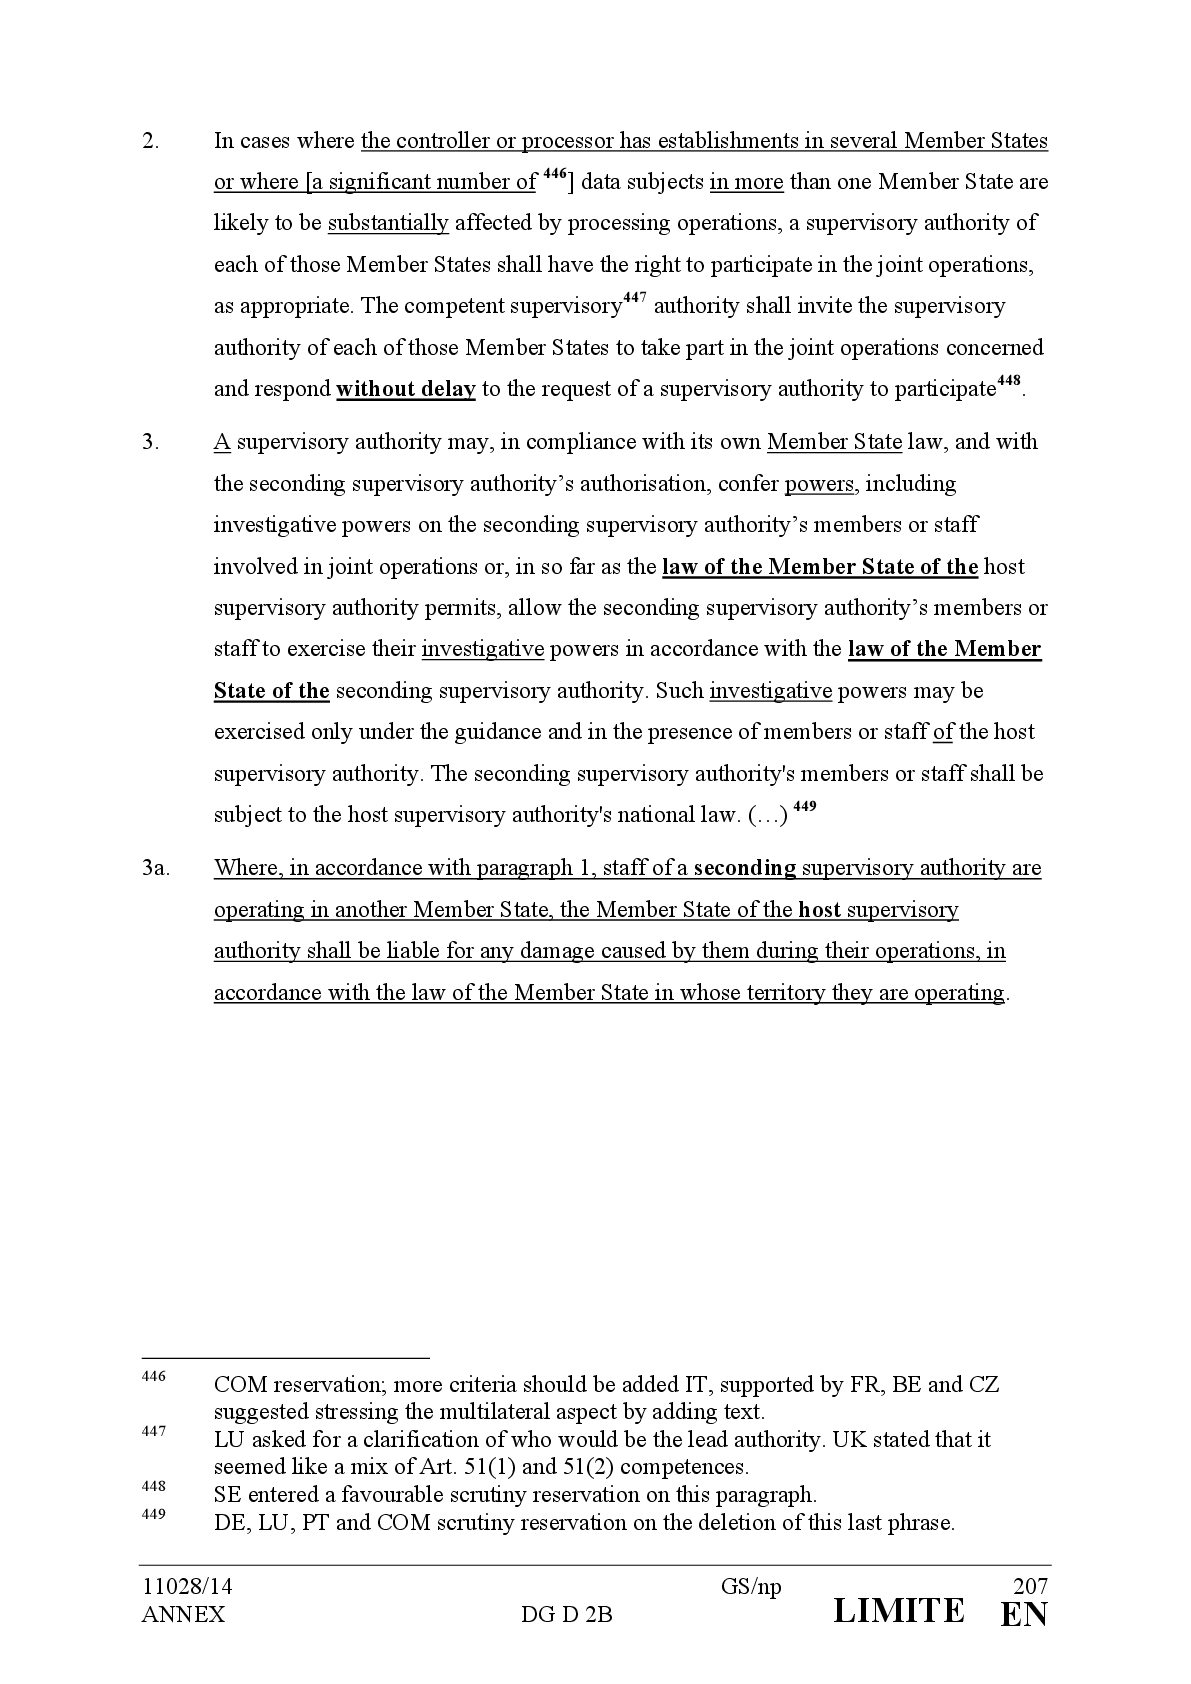 2. In cases where the controller or processor has establishments in several Member States
or where [a significant number of 446] data subjects in more than one Member State are
likely to be substantially affected by processing operations, a supervisory authority of
each of those Member States shall have the right to participate in the joint operations,
as appropriate. The competent supervisory447 authority shall invite the supervisory
authority of each of those Member States to take part in the joint operations concerned
and respond without delay to the request of a supervisory authority to participate448.
3. A supervisory authority may, in compliance with its own Member State law, and with
the seconding supervisory authority’s authorisation, confer powers, including
investigative powers on the seconding supervisory authority’s members or staff
involved in joint operations or, in so far as the law of the Member State of the host
supervisory authority permits, allow the seconding supervisory authority’s members or
staff to exercise their investigative powers in accordance with the law of the Member
State of the seconding supervisory authority. Such investigative powers may be
exercised only under the guidance and in the presence of members or staff of the host
supervisory authority. The seconding supervisory authority's members or staff shall be
subject to the host supervisory authority's national law. (…) 449
3a. Where, in accordance with paragraph 1, staff of a seconding supervisory authority are
operating in another Member State, the Member State of the host supervisory
authority shall be liable for any damage caused by them during their operations, in
accordance with the law of the Member State in whose territory they are operating.
446 COM reservation; more criteria should be added IT, supported by FR, BE and CZ
suggested stressing the multilateral aspect by adding text.
447 LU asked for a clarification of who would be the lead authority. UK stated that it
seemed like a mix of Art. 51(1) and 51(2) competences.
448 SE entered a favourable scrutiny reservation on this paragraph.
449 DE, LU, PT and COM scrutiny reservation on the deletion of this last phrase.
11028/14 GS/np 207
ANNEX DG D 2B LIMITE EN